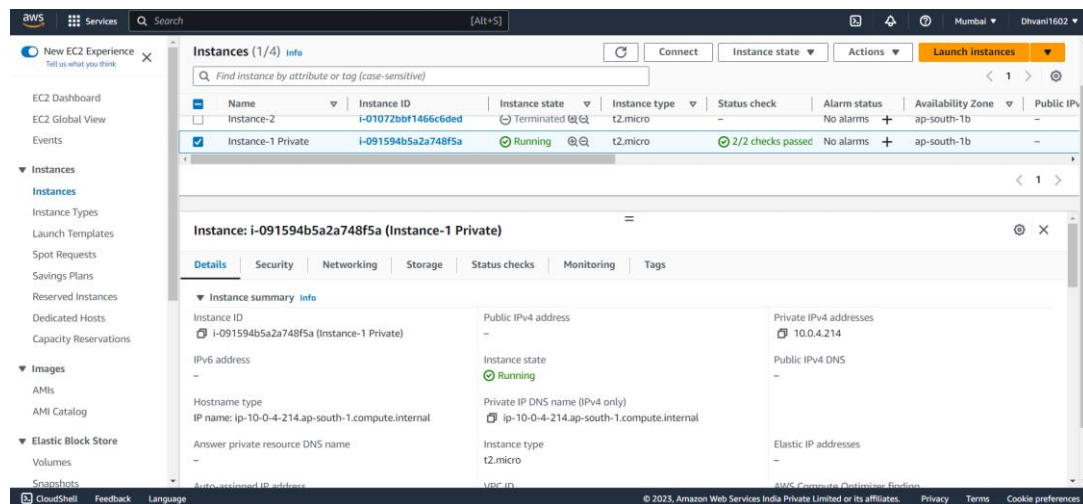 aws Services Search [Alt+S] Mumbai Dhvani1602
New EC2 Experience
Tell us what you think
EC2 Dashboard
EC2 Global View
Events
Instances
Instances
Instance Types
Launch Templates
Spot Requests
Savings Plans
Reserved Instances
Dedicated Hosts
Capacity Reservations
Images
AMIs
AMI Catalog
Elastic Block Store
Volumes
Snapshots
Instances (1/4) Info Connect Instance state Actions Launch instances
Find instance by attribute or tag (case-sensitive) 1
Name Instance ID Instance state Instance type Status check Alarm status Availability Zone Public IPv
Instance-2 i-01072bbf1466c6ded Terminated t2.micro – No alarms + ap-south-1b –
Instance-1 Private i-091594b5a2a748f5a Running t2.micro 2/2 checks passed No alarms + ap-south-1b –
1
Instance: i-091594b5a2a748f5a (Instance-1 Private)
Details Security Networking Storage Status checks Monitoring Tags
Instance summary Info
Instance ID Public IPv4 address Private IPv4 addresses
i-091594b5a2a748f5a (Instance-1 Private) – 10.0.4.214
IPv6 address Instance state Public IPv4 DNS
– Running –
Hostname type Private IP DNS name (IPv4 only)
IP name: ip-10-0-4-214.ap-south-1.compute.internal ip-10-0-4-214.ap-south-1.compute.internal
Answer private resource DNS name Instance type Elastic IP addresses
– t2.micro –
Auto-assigned IP address VPC ID AWS Compute Optimizer finding
CloudShell Feedback Language © 2023, Amazon Web Services India Private Limited or its affiliates. Privacy Terms Cookie preferences